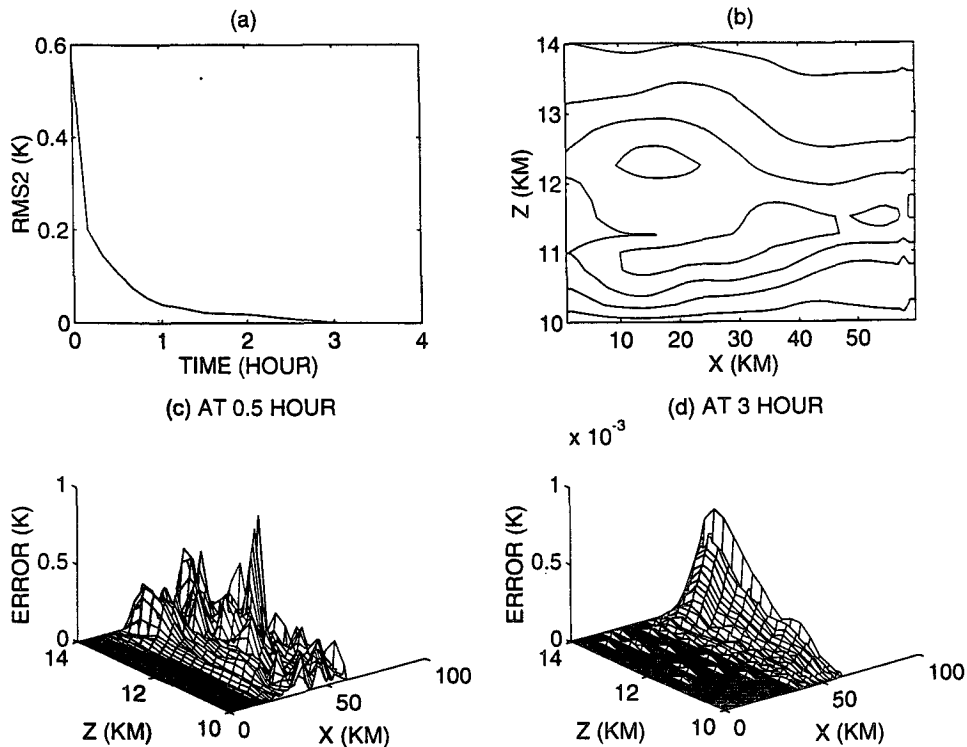 (a)
0.6
0.4
0.2
0
RMS2 (K)
0 1 2 3 4
TIME (HOUR)
(b)
14
13
12
11
10
Z (KM)
10 20 30 40 50
X (KM)
(c) AT 0.5 HOUR
1
0.5
0
ERROR (K)
14
12
10
Z (KM)
0
50
100
X (KM)
(d) AT 3 HOUR
x 10-3
1
0.5
0
ERROR (K)
14
12
10
Z (KM)
0
50
100
X (KM)